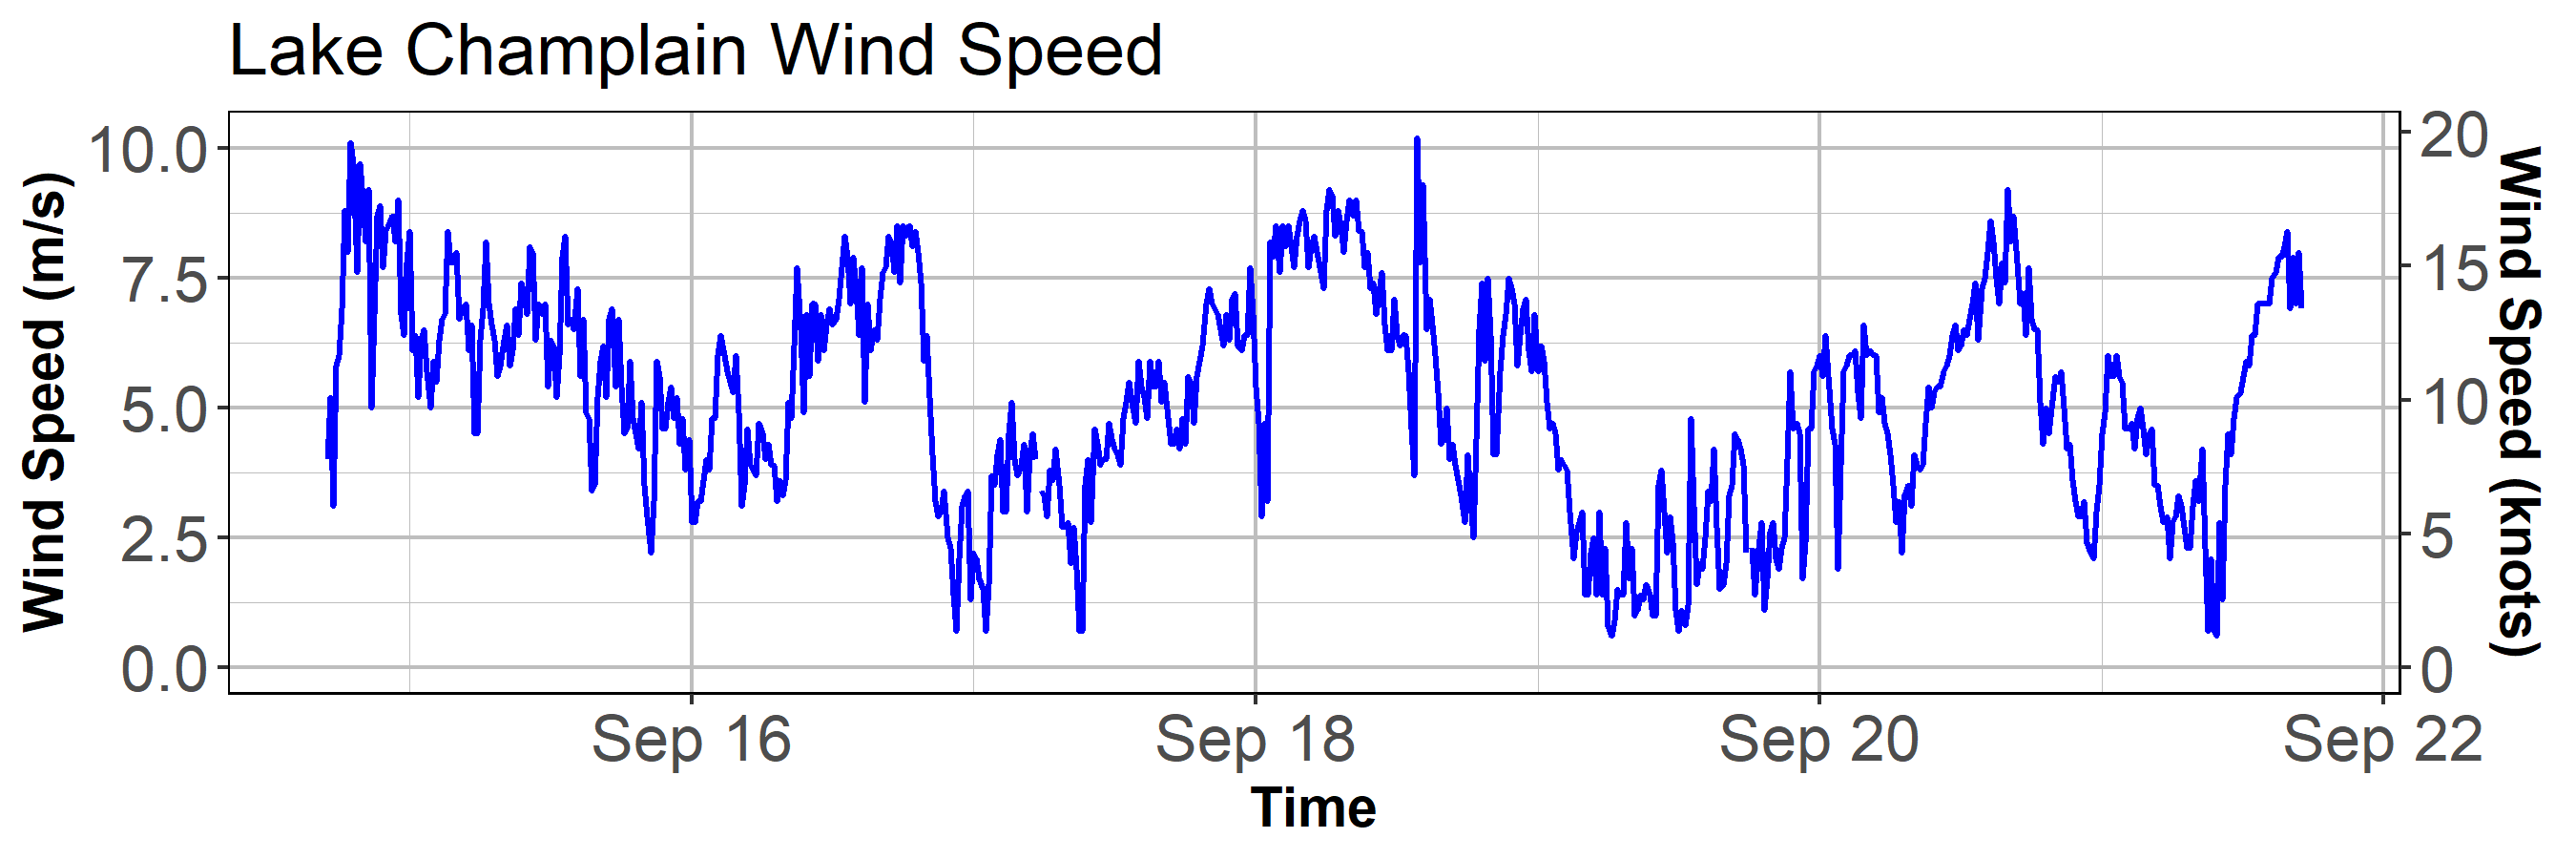 Lake Champlain Wind Speed
Wind Speed (m/s)
10.0
7.5
5.0
2.5
0.0
20
15
10
5
0
Wind Speed (knots)
Sep 16
Sep 18
Sep 20
Sep 22
Time